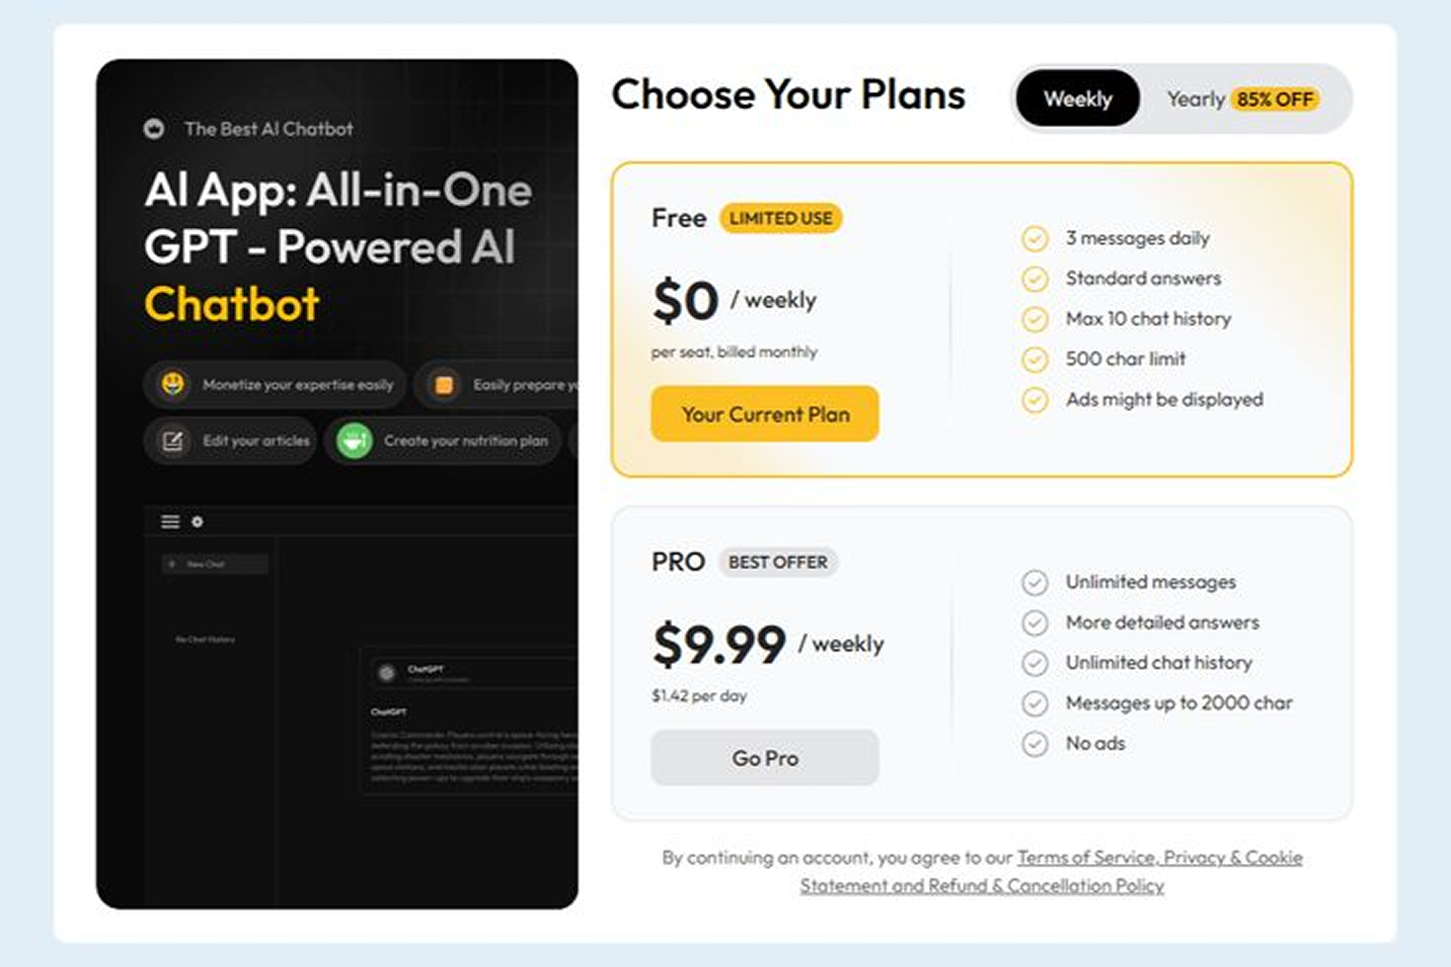 The Best AI Chatbot
AI App: All-in-One
GPT - Powered AI
Chatbot
Monetize your expertise easily
Easily prepare yo
Edit your articles
Create your nutrition plan
New Chat
No Chat History
ChatGPT
ChatGPT
Choose Your Plans
Weekly
Yearly 85% OFF
Free LIMITED USE
$0 / weekly
per seat, billed monthly
Your Current Plan
3 messages daily
Standard answers
Max 10 chat history
500 char limit
Ads might be displayed
PRO BEST OFFER
$9.99 / weekly
$1.42 per day
Go Pro
Unlimited messages
More detailed answers
Unlimited chat history
Messages up to 2000 char
No ads
By continuing an account, you agree to our Terms of Service, Privacy & Cookie
Statement and Refund & Cancellation Policy